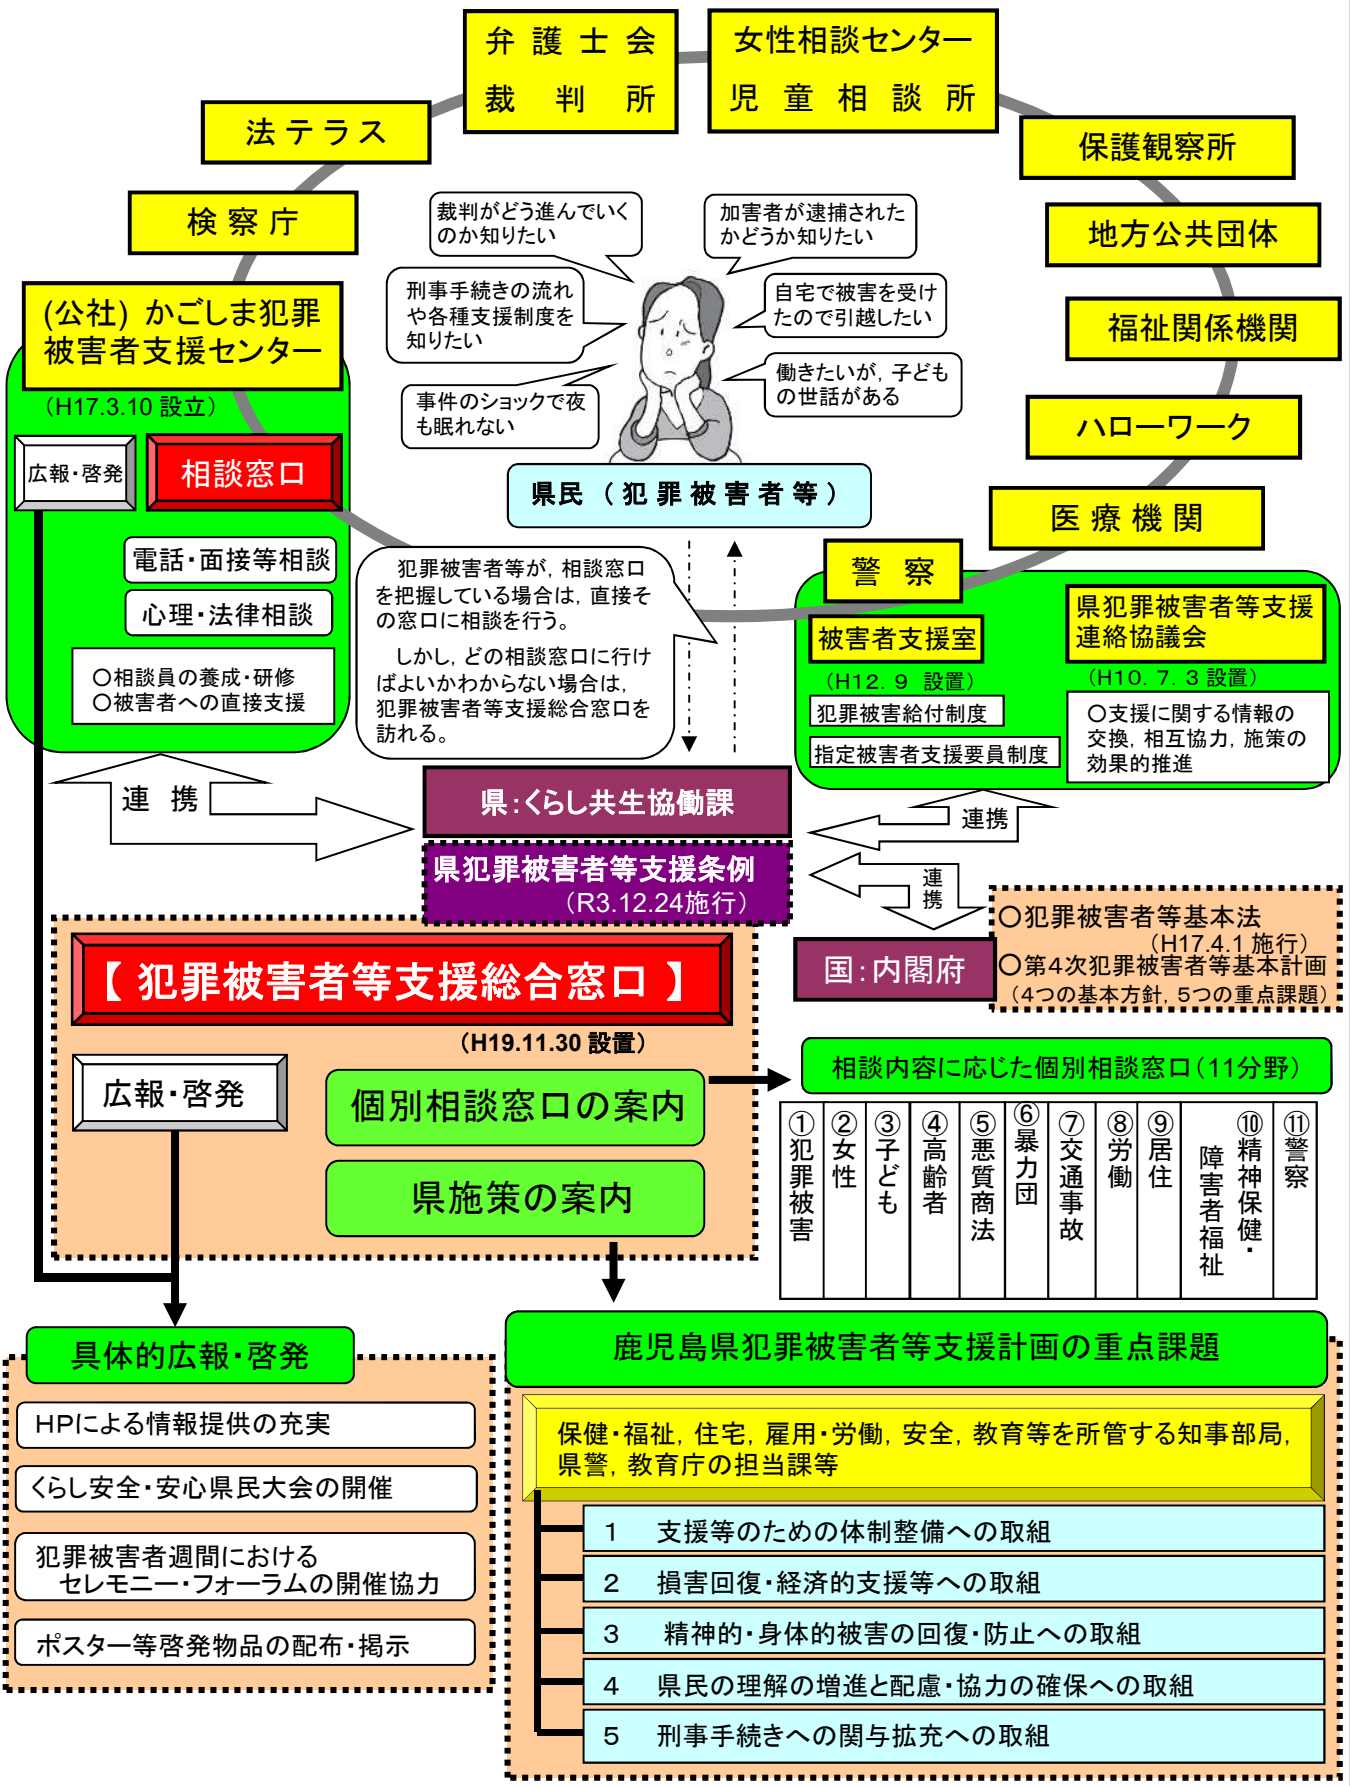 弁護士会
裁判所
女性相談センター
児童相談所
法テラス
保護観察所
検察庁
地方公共団体
福祉関係機関
ハローワーク
医療機関
裁判がどう進んでいく
のか知りたい
加害者が逮捕された
かどうか知りたい
刑事手続きの流れ
や各種支援制度を
知りたい
自宅で被害を受け
たので引越したい
事件のショックで夜
も眠れない
働きたいが，子ども
の世話がある
県民（犯罪被害者等）
(公社) かごしま犯罪
被害者支援センター
（H17.3.10 設立）
広報・啓発
相談窓口
電話・面接等相談
心理・法律相談
○相談員の養成・研修
○被害者への直接支援
犯罪被害者等が，相談窓口
を把握している場合は，直接そ
の窓口に相談を行う。
しかし，どの相談窓口に行け
ばよいかわからない場合は，
犯罪被害者等支援総合窓口を
訪れる。
警察
被害者支援室
（H12．9 設置）
犯罪被害給付制度
指定被害者支援要員制度
県犯罪被害者等支援
連絡協議会
（H10．7．3 設置）
○支援に関する情報の
交換，相互協力，施策の
効果的推進
連携
連携
連携
県：くらし共生協働課
県犯罪被害者等支援条例
（R3.12.24施行）
国：内閣府
○犯罪被害者等基本法
（H17.4.1 施行）
○第4次犯罪被害者等基本計画
（4つの基本方針，5つの重点課題）
【 犯罪被害者等支援総合窓口 】
（H19.11.30 設置）
広報・啓発
個別相談窓口の案内
県施策の案内
相談内容に応じた個別相談窓口（11分野）
①犯罪被害
②女性
③子ども
④高齢者
⑤悪質商法
⑥暴力団
⑦交通事故
⑧労働
⑨居住
⑩精神保健・
障害者福祉
⑪警察
具体的広報・啓発
HPによる情報提供の充実
くらし安全・安心県民大会の開催
犯罪被害者週間における
セレモニー・フォーラムの開催協力
ポスター等啓発物品の配布・掲示
鹿児島県犯罪被害者等支援計画の重点課題
保健・福祉，住宅，雇用・労働，安全，教育等を所管する知事部局，
県警，教育庁の担当課等
1 支援等のための体制整備への取組
2 損害回復・経済的支援等への取組
3 精神的・身体的被害の回復・防止への取組
4 県民の理解の増進と配慮・協力の確保への取組
5 刑事手続きへの関与拡充への取組